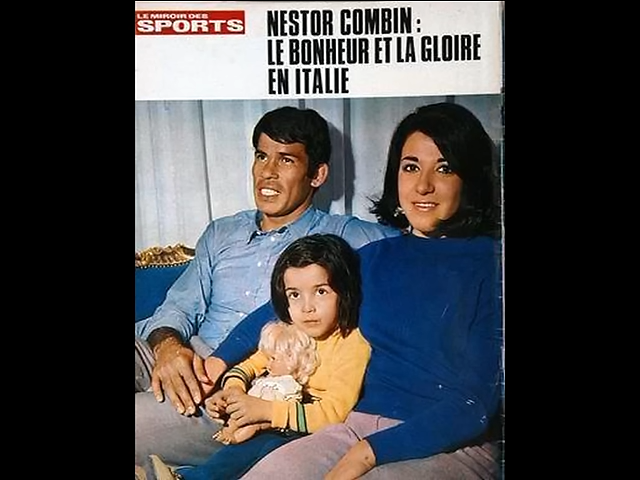 LE MIROIR DES
SPORTS
NESTOR COMBIN :
LE BONHEUR ET LA GLOIRE
EN ITALIE